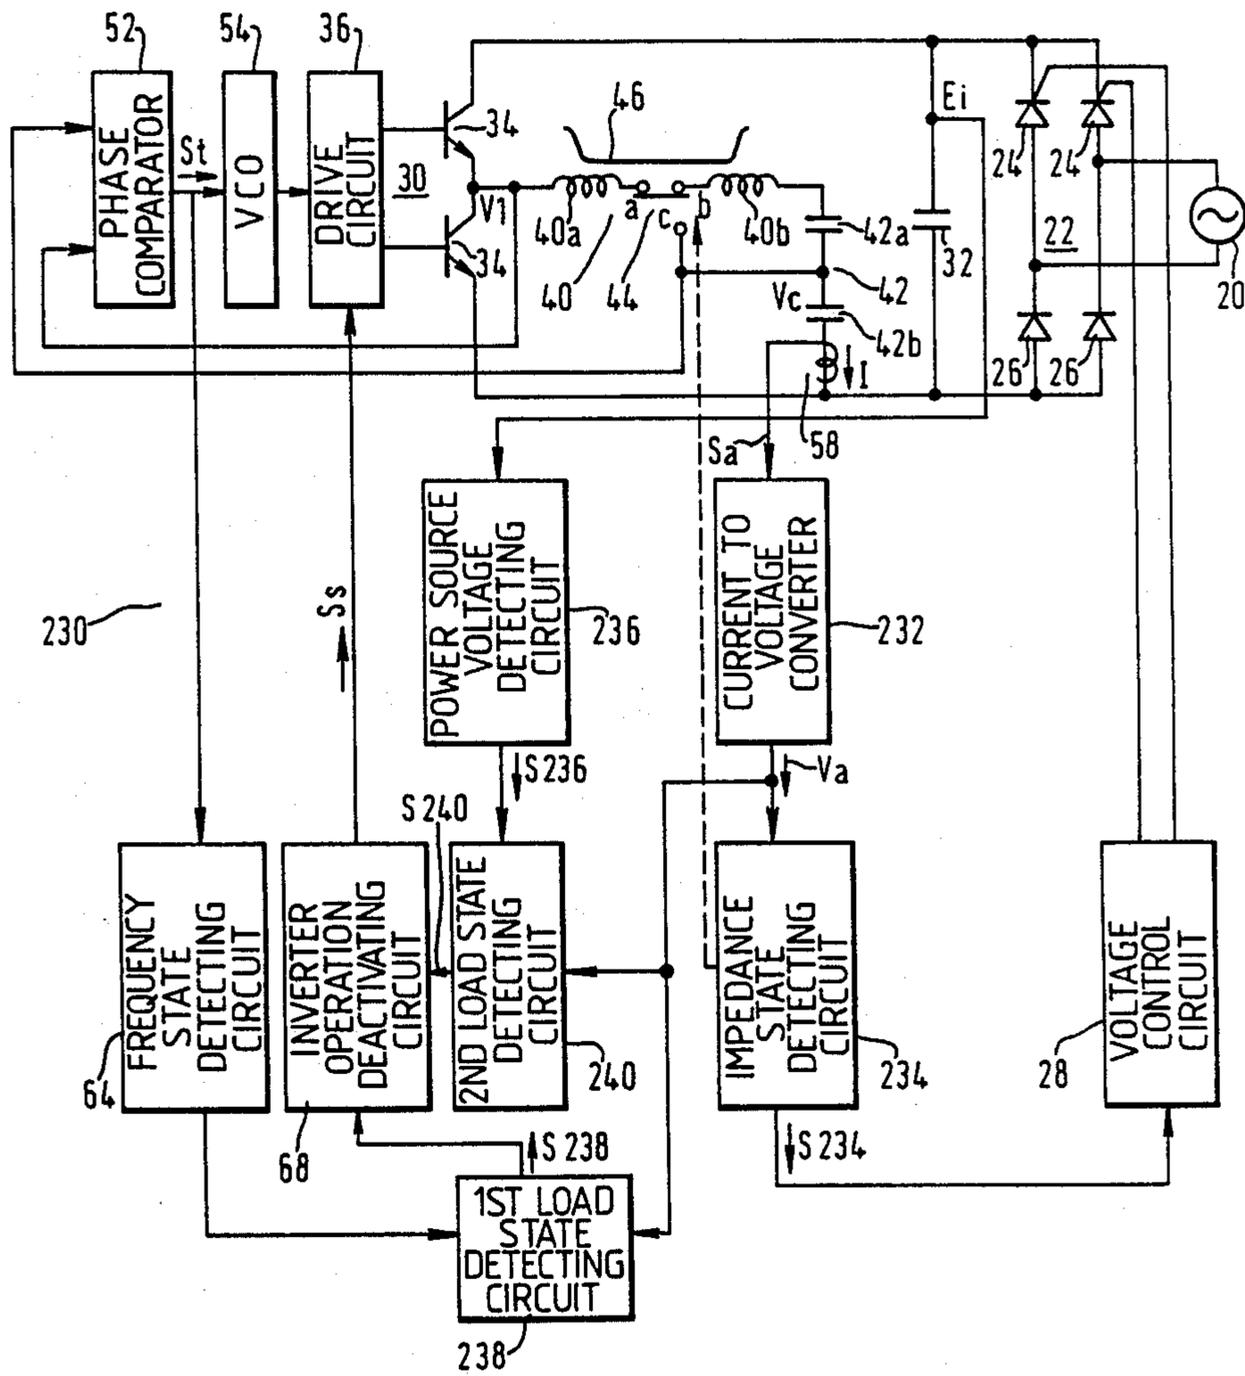 52
54
36
PHASE
COMPARATOR
St
VCO
DRIVE
CIRCUIT
30
34
34
V1
46
40a
a
b
c
40
44
40b
42a
42
Vc
42b
I
58
Sa
Ei
32
24
24
22
20
26
26
230
Ss
POWER SOURCE
VOLTAGE
DETECTING
CIRCUIT
236
CURRENT TO
VOLTAGE
CONVERTER
232
S236
Va
S240
FREQUENCY
STATE
DETECTING
CIRCUIT
64
INVERTER
OPERATION
DEACTIVATING
CIRCUIT
68
2ND LOAD STATE
DETECTING
CIRCUIT
240
IMPEDANCE
STATE
DETECTING
CIRCUIT
234
VOLTAGE
CONTROL
CIRCUIT
28
S238
S234
1ST LOAD
STATE
DETECTING
CIRCUIT
238